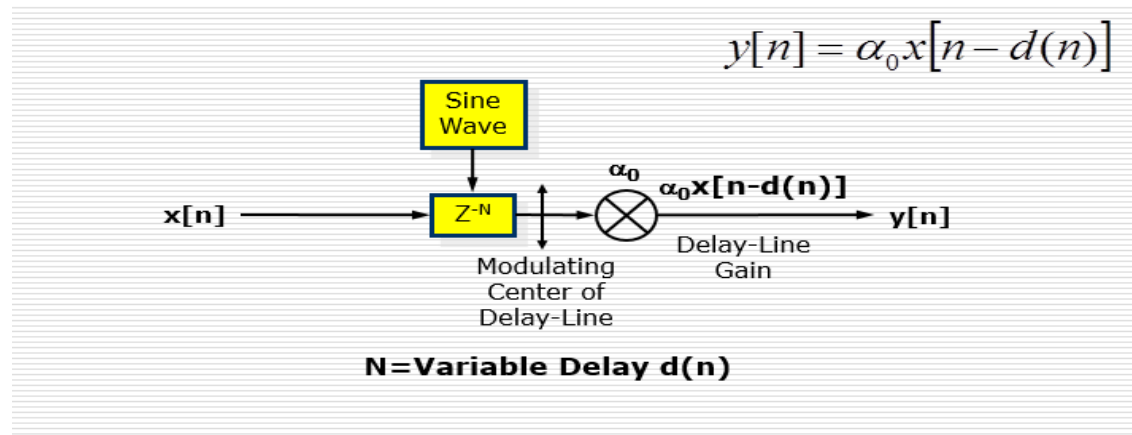 y[n] = α₀x[n − d(n)]
Sine
Wave
α₀
α₀x[n-d(n)]
x[n]
Z⁻ᴺ
y[n]
Delay-Line
Gain
Modulating
Center of
Delay-Line
N=Variable Delay d(n)